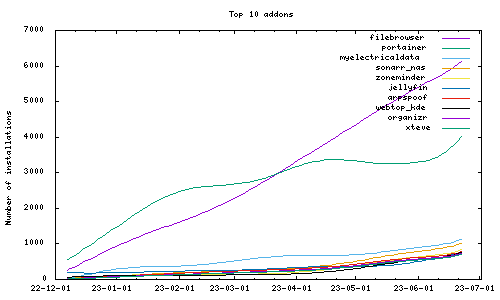 Top 10 addons
7000
6000
5000
4000
3000
2000
1000
0
Number of installations
22-12-01 23-01-01 23-02-01 23-03-01 23-04-01 23-05-01 23-06-01 23-07-01
filebrowser
portainer
myelectricaldata
sonarr_nas
zoneminder
jellyfin
arpspoof
webtop_kde
organizr
xteve